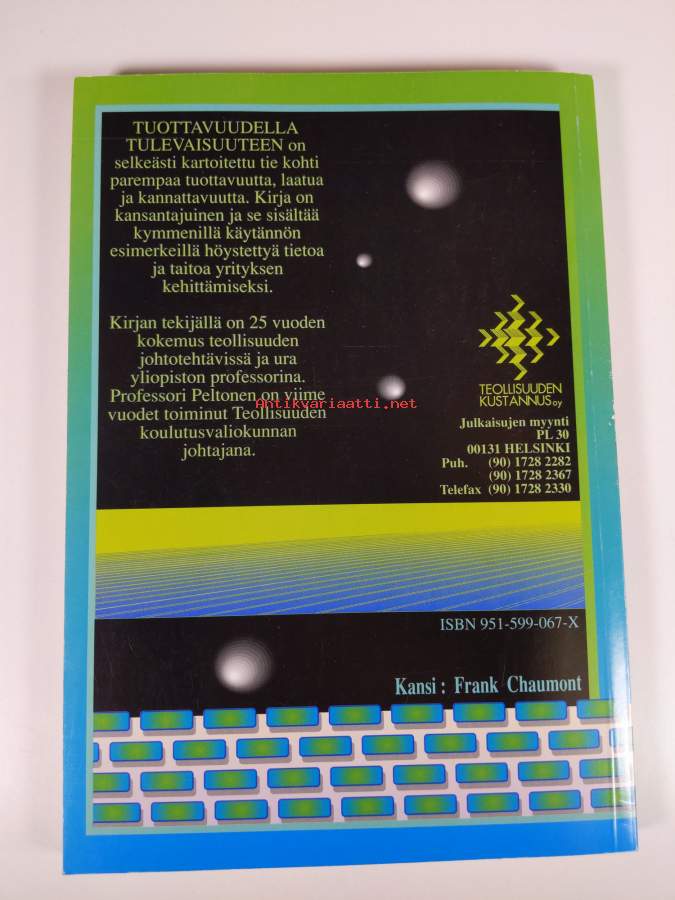 TUOTTAVUUDELLA
TULEVAISUUTEEN on
selkeästi kartoitettu tie kohti
parempaa tuottavuutta, laatua
ja kannattavuutta. Kirja on
kansantajuinen ja se sisältää
kymmenillä käytännön
esimerkeillä höystettyä tietoa
ja taitoa yrityksen
kehittämiseksi.
Kirjan tekijällä on 25 vuoden
kokemus teollisuuden
johtotehtävissä ja ura
yliopiston professorina.
Professori Peltonen on viime
vuodet toiminut Teollisuuden
koulutusvaliokunnan
johtajana.
Antikvariaatti.net
TEOLLISUUDEN
KUSTANNUS oy
Julkaisujen myynti
PL 30
00131 HELSINKI
Puh. (90) 1728 2282
(90) 1728 2367
Telefax (90) 1728 2330
ISBN 951-599-067-X
Kansi : Frank Chaumont